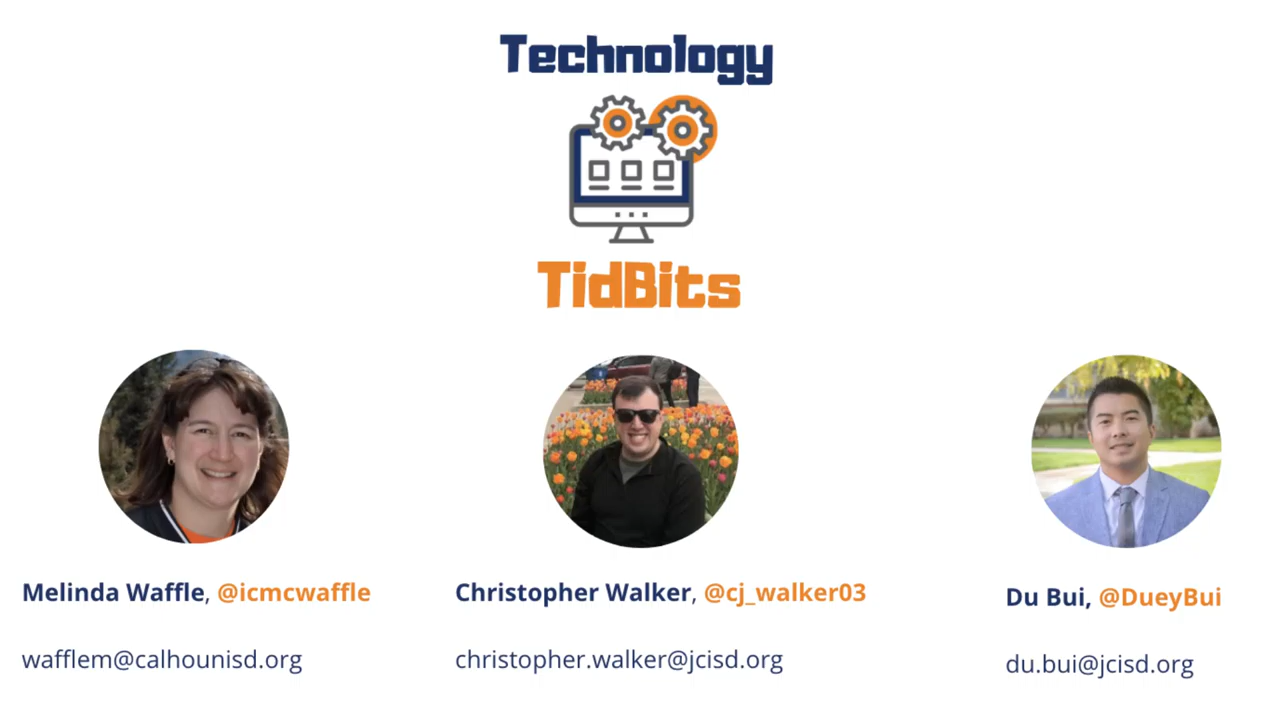 Technology
TidBits
Melinda Waffle, @icmcwaffle
wafflem@calhounisd.org
Christopher Walker, @cj_walker03
christopher.walker@jcisd.org
Du Bui, @DueyBui
du.bui@jcisd.org